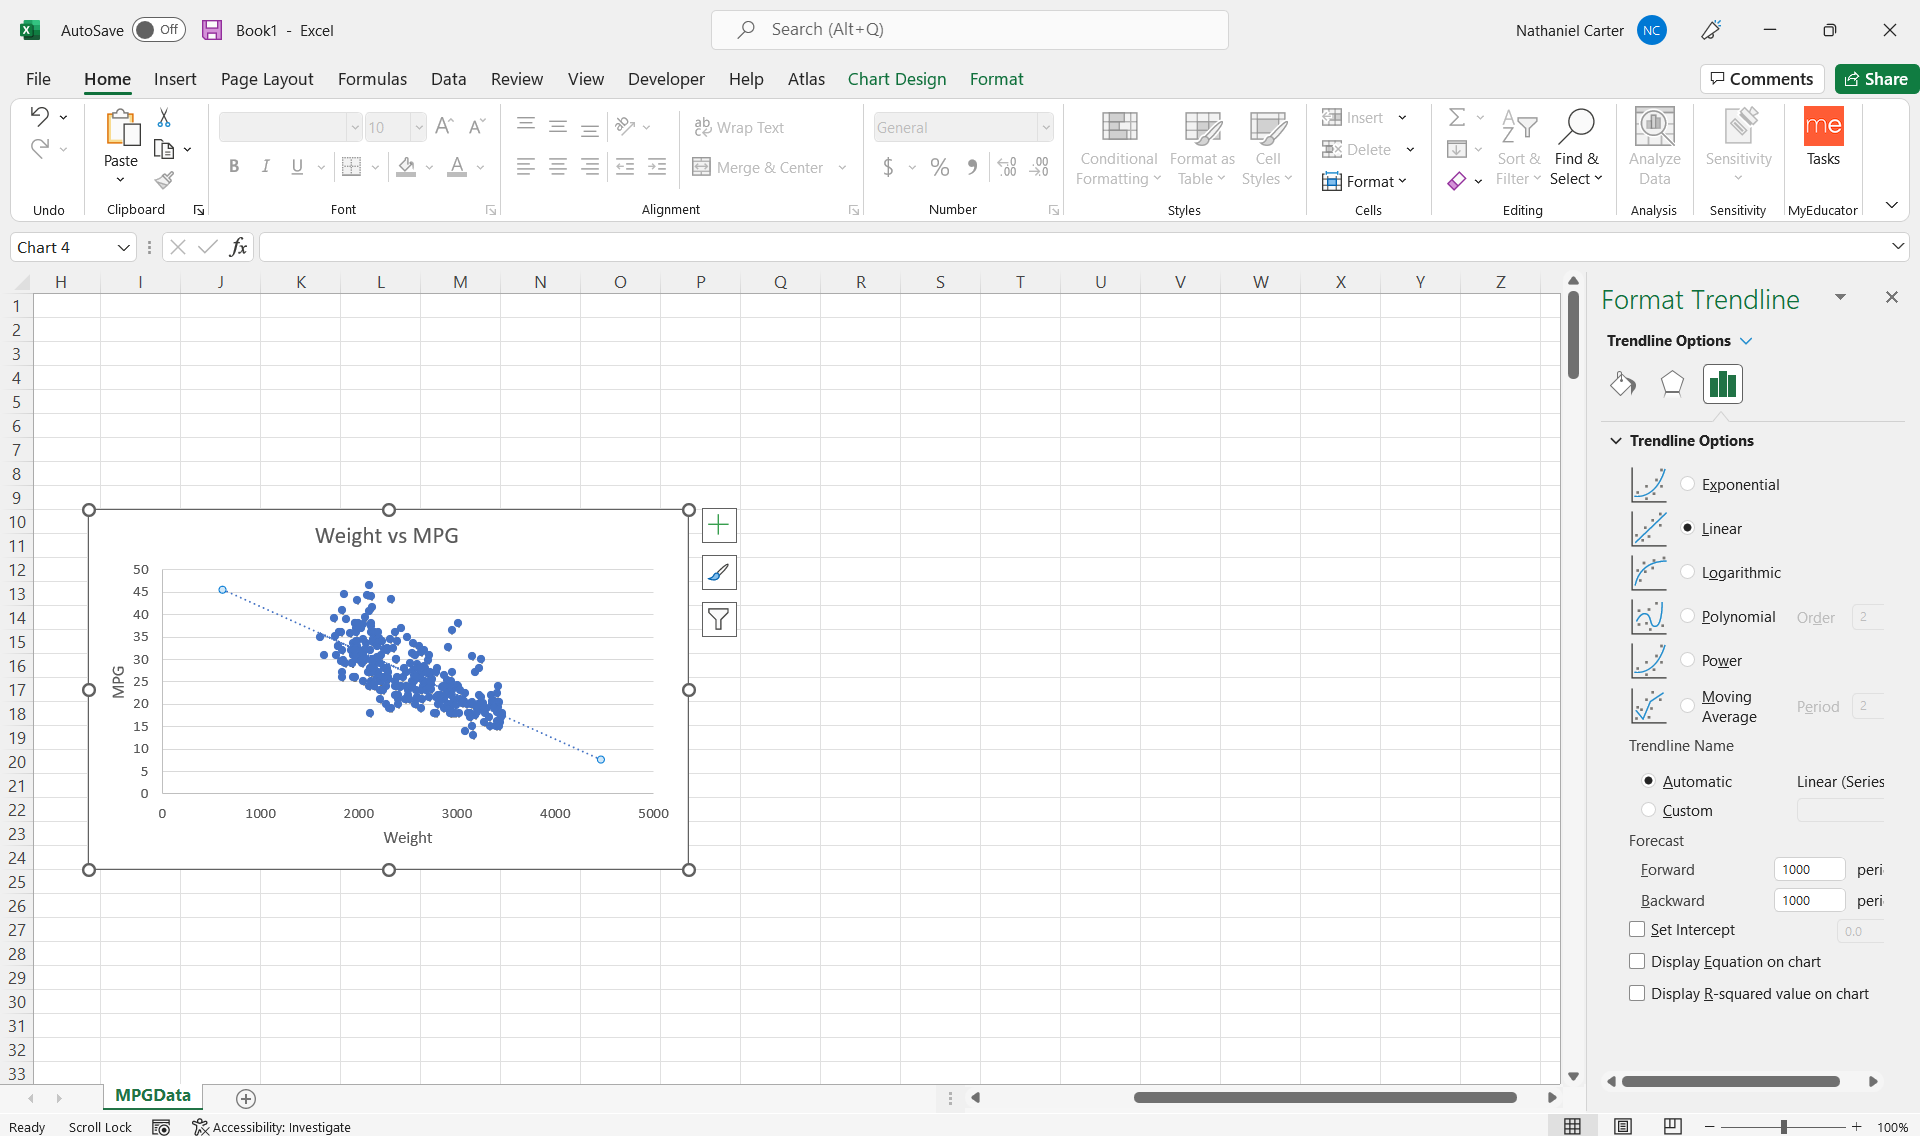 AutoSave Off Book1 - Excel Search (Alt+Q) Nathaniel Carter NC
File Home Insert Page Layout Formulas Data Review View Developer Help Atlas Chart Design Format Comments Share
Paste
10
Wrap Text
Merge & Center
General
$ % 
Conditional Formatting
Format as Table
Cell Styles
Insert
Delete
Format
Sort & Filter
Find & Select
Analyze Data
Sensitivity
me
Tasks
Undo Clipboard Font Alignment Number Styles Cells Editing Analysis Sensitivity MyEducator
Chart 4 fx
H I J K L M N O P Q R S T U V W X Y Z
1
2
3
4
5
6
7
8
9
10
11
12
13
14
15
16
17
18
19
20
21
22
23
24
25
26
27
28
29
30
31
32
33
Weight vs MPG
50
45
40
35
30
25
20
15
10
5
0
MPG
0 1000 2000 3000 4000 5000
Weight
Format Trendline
Trendline Options
Trendline Options
Exponential
Linear
Logarithmic
Polynomial Order 2
Power
Moving Average Period 2
Trendline Name
Automatic Linear (Series
Custom
Forecast
Forward 1000 peri
Backward 1000 peri
Set Intercept 0.0
Display Equation on chart
Display R-squared value on chart
MPGData
Ready Scroll Lock Accessibility: Investigate 100%